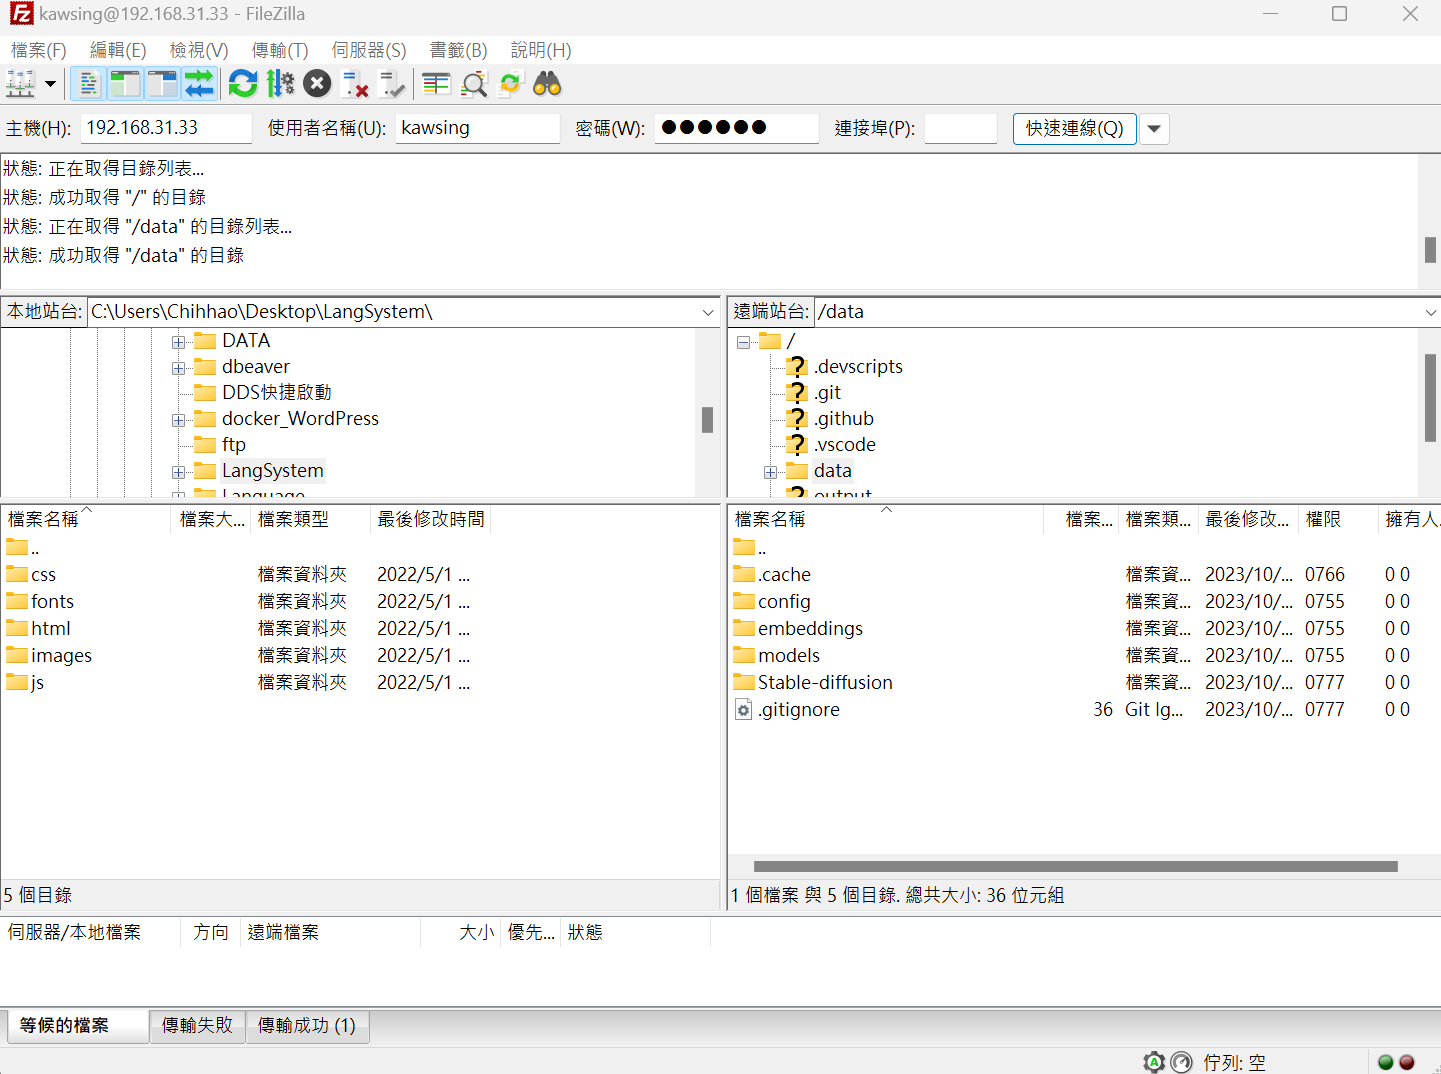 kawsing@192.168.31.33 - FileZilla
檔案(F) 編輯(E) 檢視(V) 傳輸(T) 伺服器(S) 書籤(B) 說明(H)
主機(H): 192.168.31.33 使用者名稱(U): kawsing 密碼(W): ●●●●●● 連接埠(P): 快速連線(Q)
狀態: 正在取得目錄列表...
狀態: 成功取得 "/" 的目錄
狀態: 正在取得 "/data" 的目錄列表...
狀態: 成功取得 "/data" 的目錄
本地站台: C:\Users\Chihhao\Desktop\LangSystem\
DATA
dbeaver
DDS快捷啟動
docker_WordPress
ftp
LangSystem
Language
檔案名稱 檔案大... 檔案類型 最後修改時間
..
css 檔案資料夾 2022/5/1 ...
fonts 檔案資料夾 2022/5/1 ...
html 檔案資料夾 2022/5/1 ...
images 檔案資料夾 2022/5/1 ...
js 檔案資料夾 2022/5/1 ...
5 個目錄
遠端站台: /data
/
.devscripts
.git
.github
.vscode
data
output
檔案名稱 檔案... 檔案類... 最後修改... 權限 擁有人
..
.cache 檔案資... 2023/10/... 0766 0 0
config 檔案資... 2023/10/... 0755 0 0
embeddings 檔案資... 2023/10/... 0755 0 0
models 檔案資... 2023/10/... 0755 0 0
Stable-diffusion 檔案資... 2023/10/... 0777 0 0
.gitignore 36 Git Ig... 2023/10/... 0777 0 0
1 個檔案 與 5 個目錄. 總共大小: 36 位元組
伺服器/本地檔案 方向 遠端檔案 大小 優先... 狀態
等候的檔案 傳輸失敗 傳輸成功 (1)
佇列: 空